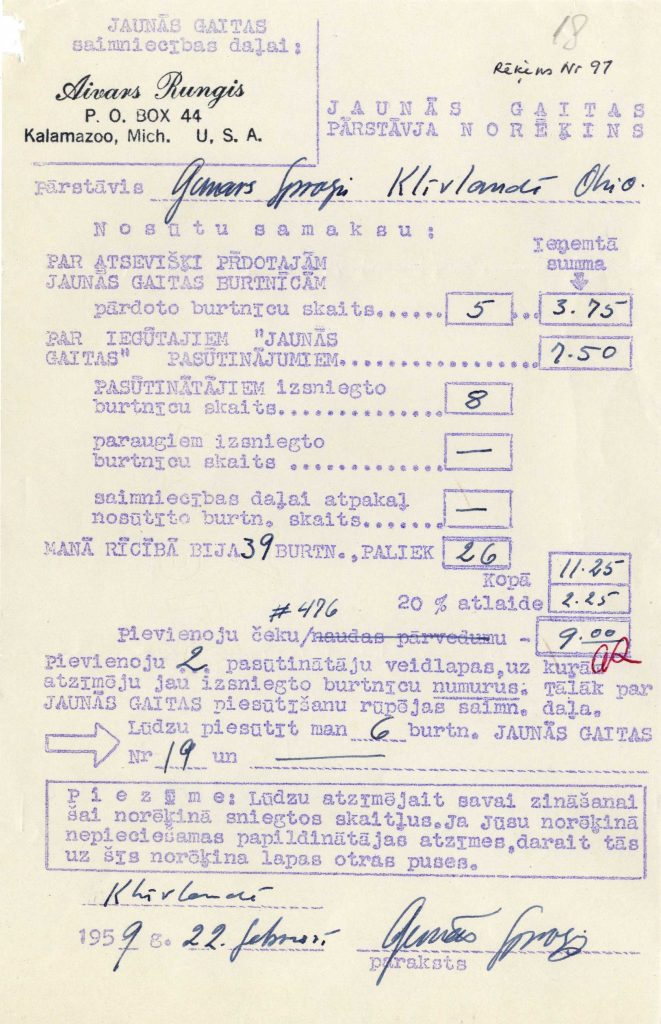 18
JAUNĀS GAITAS
saimniecības daļai:
Rēķins Nr 97
Aivars Rungis
P. O. BOX 44
Kalamazoo, Mich. U. S. A.
JAUNĀS GAITAS
PĀRSTĀVJA NORĒĶINS
Pārstāvis Gunars Sproģis Klīvlandē Ohio.
Nosūtu samaksu:
Ieņemtā
summa
PAR ATSEVIŠĶI PĀRDOTAJĀM
JAUNĀS GAITAS BURTNĪCĀM
pārdoto burtnīcu skaits...... 5 ... 3.75
PAR IEGŪTAJIEM "JAUNĀS
GAITAS" PASŪTINĀJUMIEM.................. 7.50
PASŪTINĀTĀJIEM izsniegto
burtnīcu skaits.............. 8
paraugiem izsniegto
burtnīcu skaits ............. —
saimniecības daļai atpakaļ
nosūtīto burtn. skaits....... —
MANĀ RĪCĪBĀ BIJA 39 BURTN., PALIEK 26
Kopā 11.25
20 % atlaide 2.25
#476
Pievienoju čeku/naudas pārvedumu - 9.00
Pievienoju 2 pasūtinātāju veidlapas, uz kurām
atzīmēju jau izsniegto burtnīcu numurus. Tālāk par
JAUNĀS GAITAS piesūtīšanu rūpējas saimn. daļa.
Lūdzu piesūtīt man 6 burtn. JAUNĀS GAITAS
Nr 19 un —
Piezīme: Lūdzu atzīmējait savai zināšanai
šai norēķinā sniegtos skaitļus. Ja Jūsu norēķinā
nepieciešamas papildinātājas atzīmes, darait tās
uz šīs norēķina lapas otras puses.
Klīvlandē
1959 g. 22. februārī
Gunārs Sproģis
paraksts